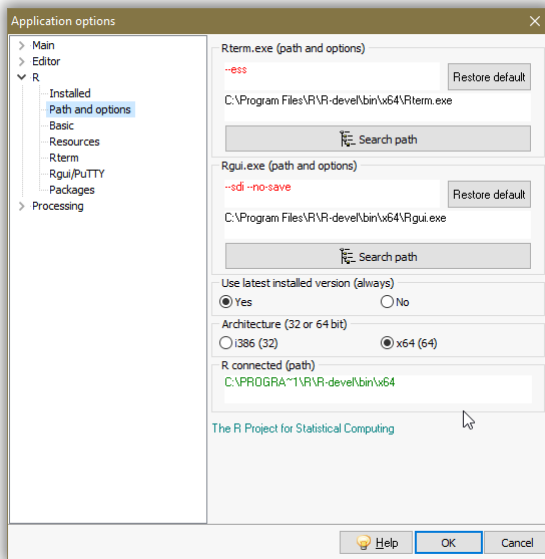 Application options
Main
Editor
R
Installed
Path and options
Basic
Resources
Rterm
Rgui/PuTTY
Packages
Processing
Rterm.exe (path and options)
--ess
Restore default
C:\Program Files\R\R-devel\bin\x64\Rterm.exe
Search path
Rgui.exe (path and options)
--sdi --no-save
Restore default
C:\Program Files\R\R-devel\bin\x64\Rgui.exe
Search path
Use latest installed version (always)
Yes No
Architecture (32 or 64 bit)
i386 (32) x64 (64)
R connected (path)
C:\PROGRA~1\R\R-devel\bin\x64
The R Project for Statistical Computing
Help OK Cancel